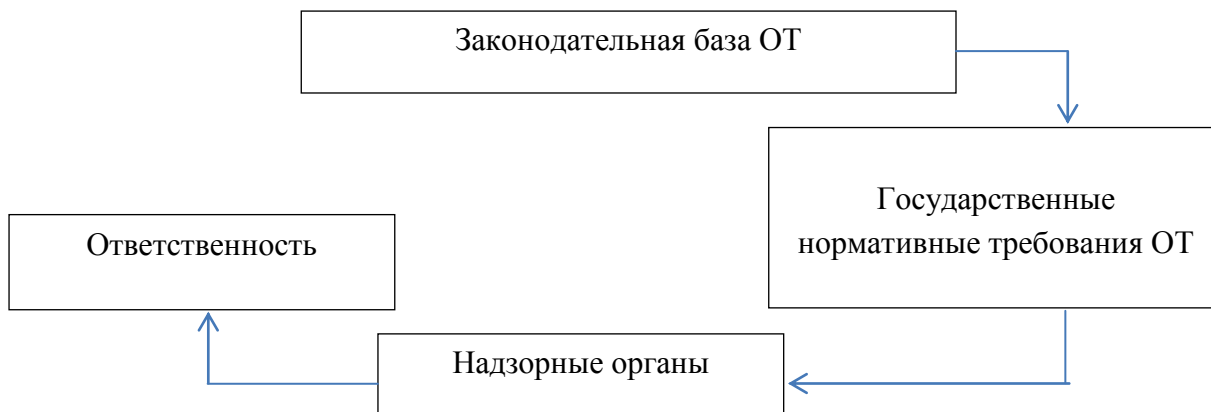 Законодательная база ОТ
Государственные
нормативные требования ОТ
Ответственность
Надзорные органы